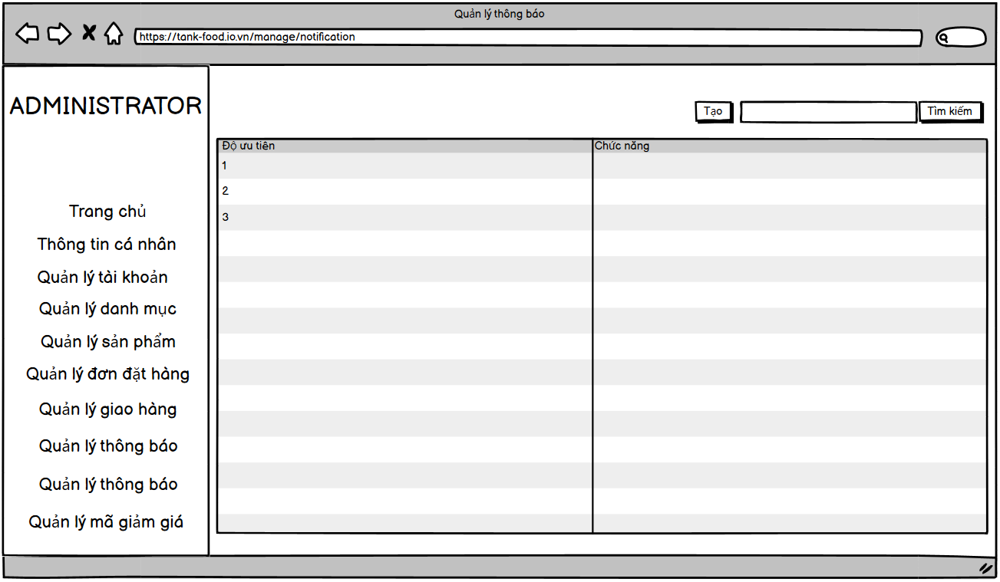 Quản lý thông báo
https://tank-food.io.vn/manage/notification
ADMINISTRATOR
Trang chủ
Thông tin cá nhân
Quản lý tài khoản
Quản lý danh mục
Quản lý sản phẩm
Quản lý đơn đặt hàng
Quản lý giao hàng
Quản lý thông báo
Quản lý thông báo
Quản lý mã giảm giá
Tạo
Tìm kiếm
Độ ưu tiên
Chức năng
1
2
3